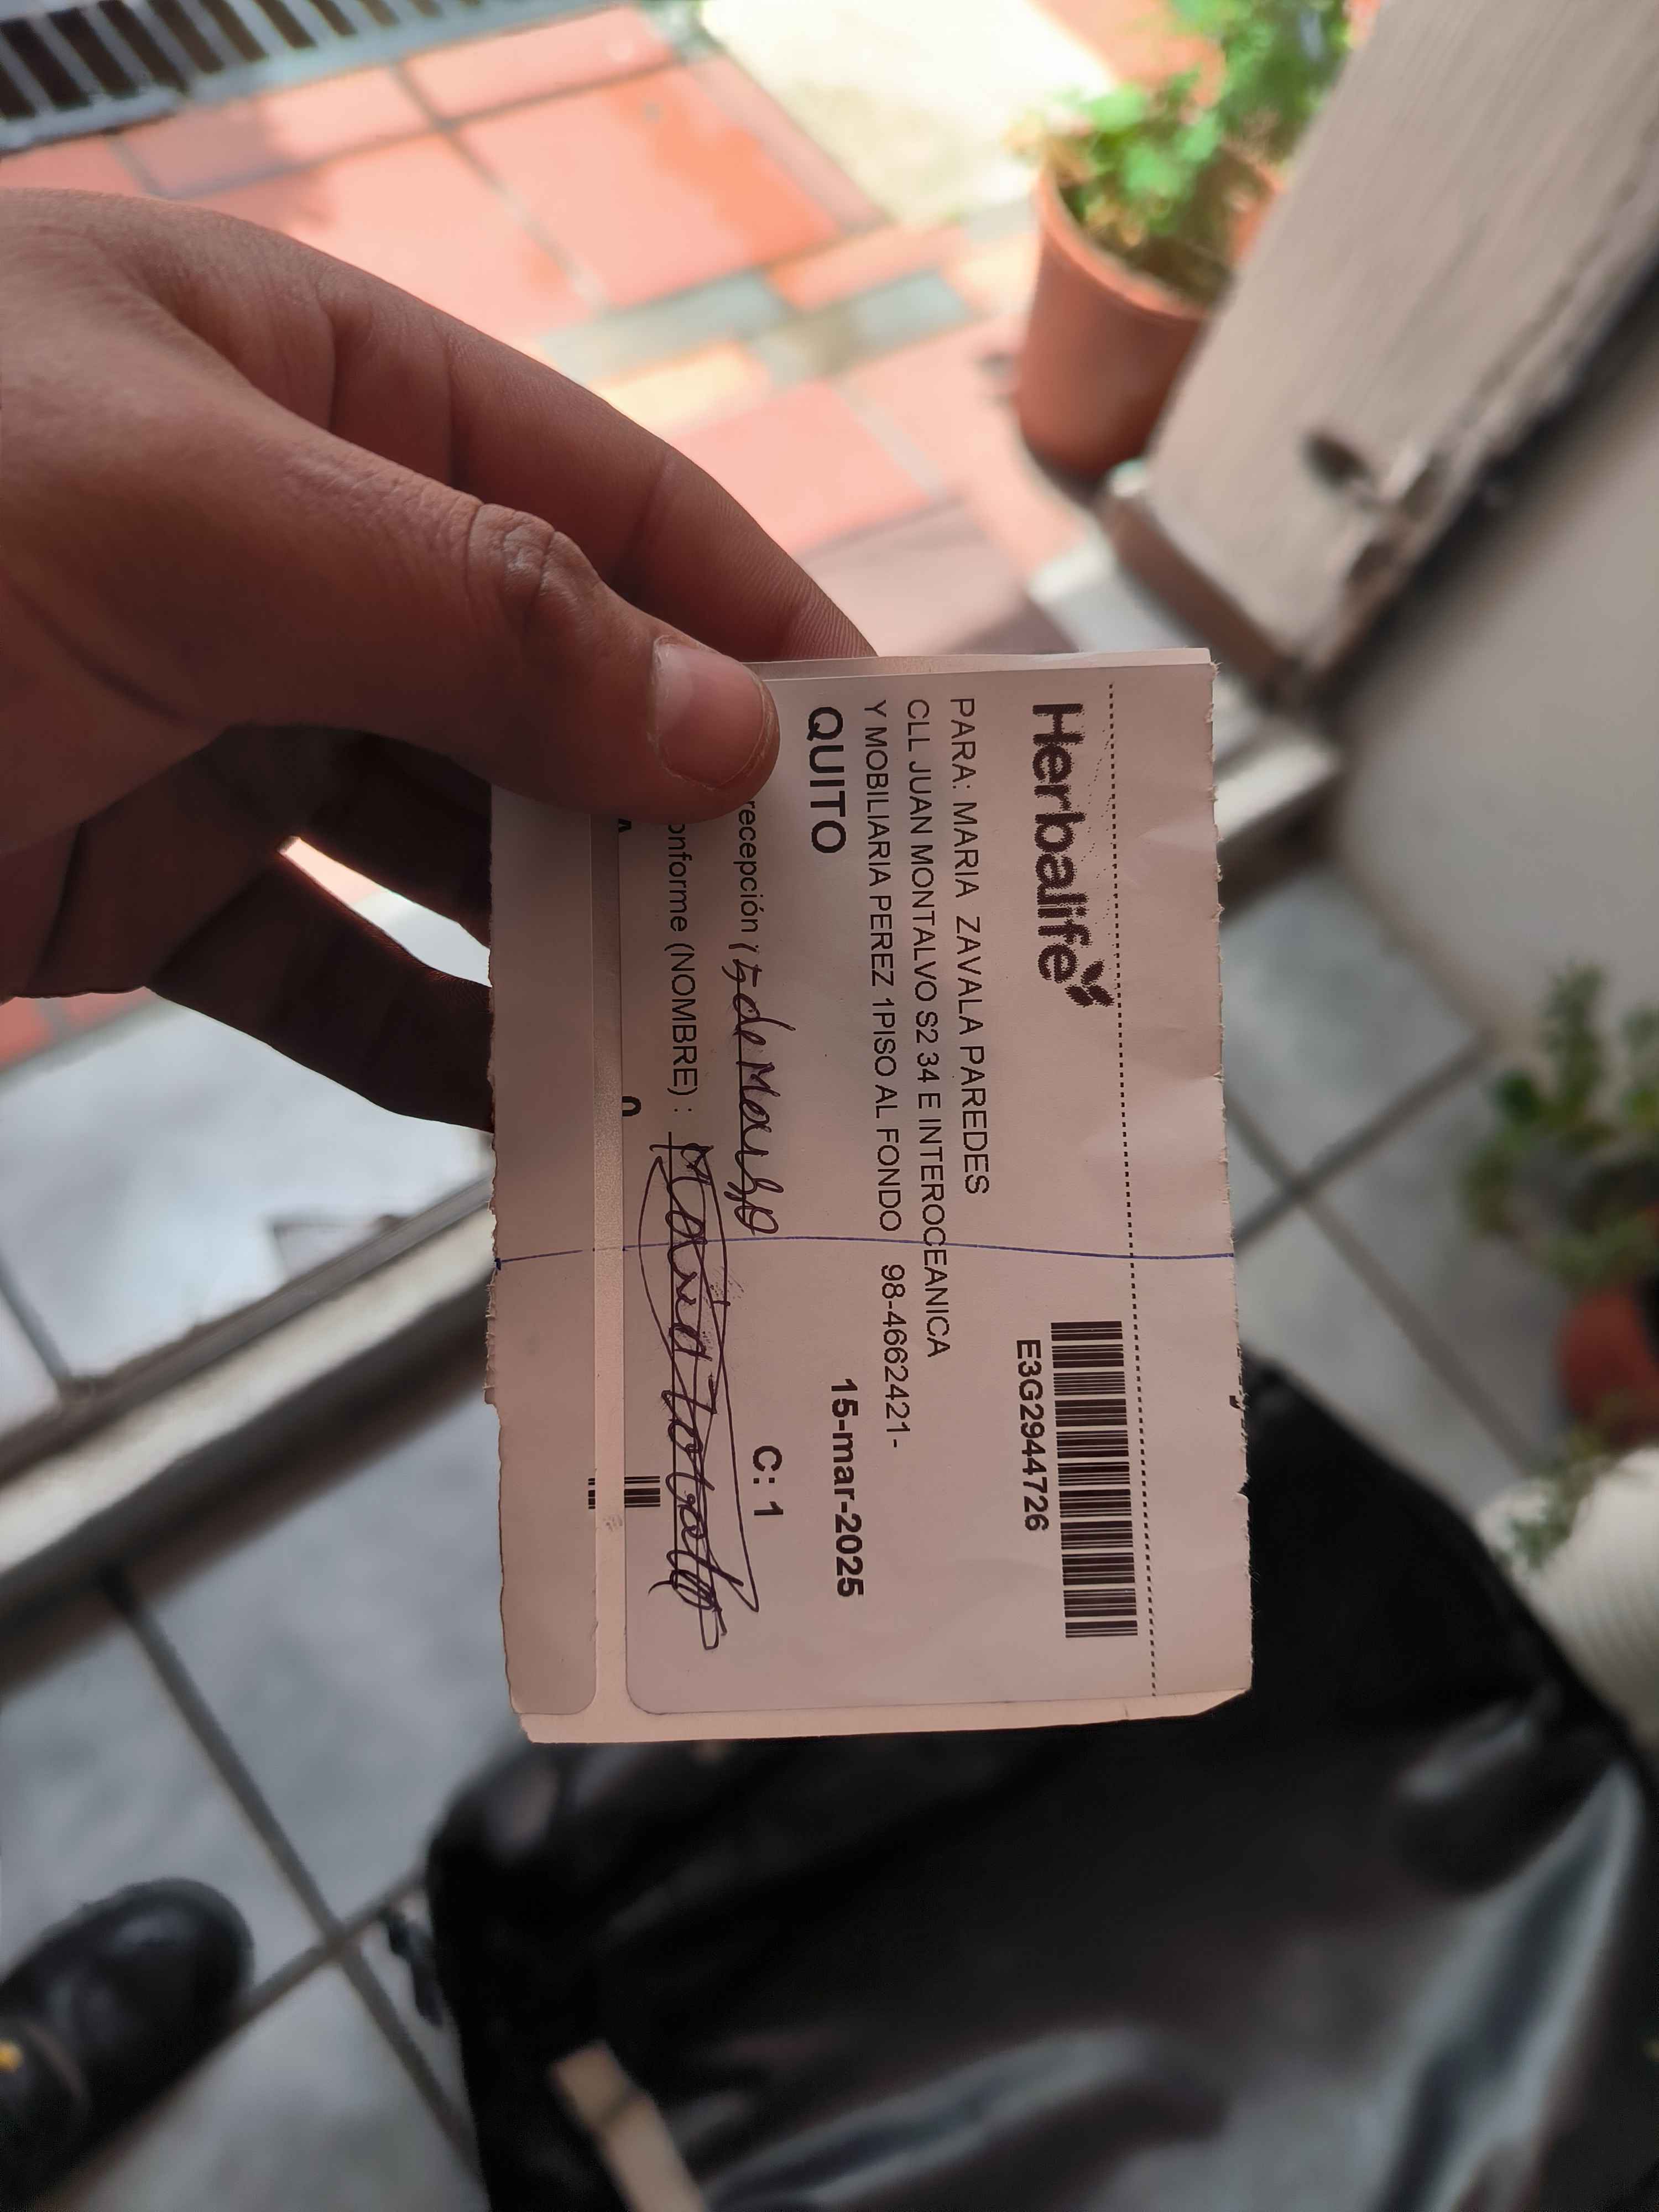 Herbalife
E3G2944726
PARA: MARIA ZAVALA PAREDES
CLL JUAN MONTALVO S2 34 E INTEROCEANICA
Y MOBILIARIA PEREZ 1PISO AL FONDO 98-4662421-
QUITO 15-mar-2025
recepción 15 de Marzo C: 1
onforme (NOMBRE) : María